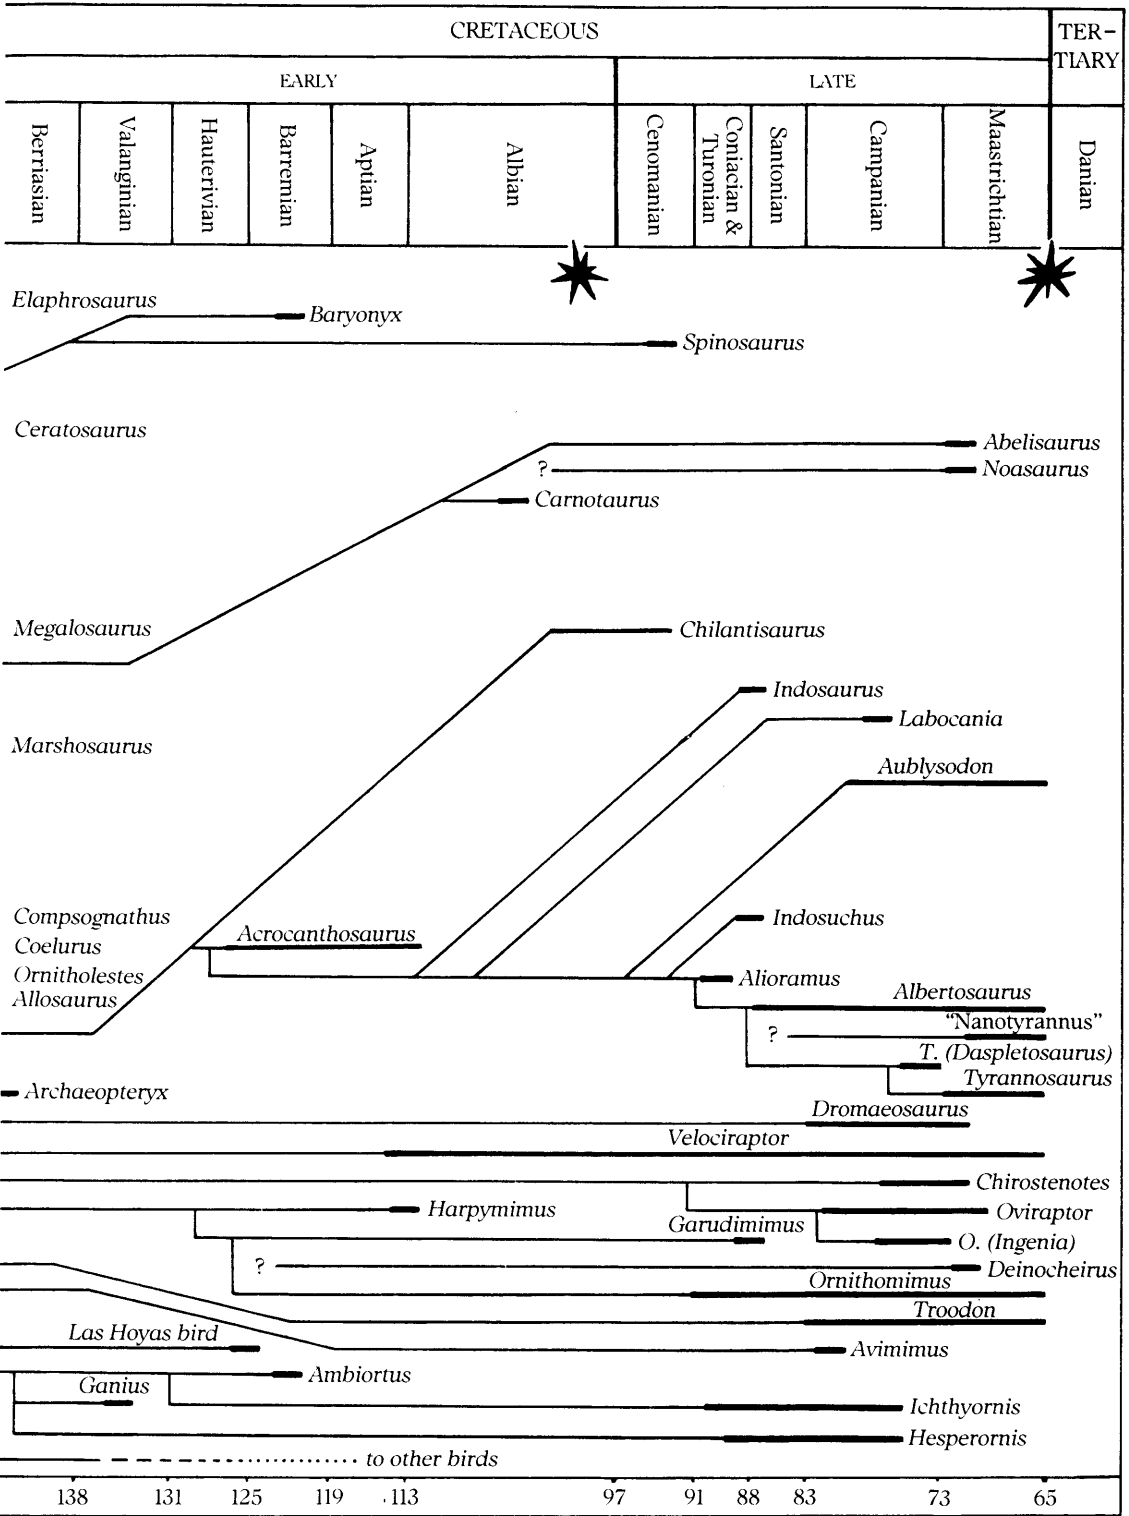 CRETACEOUS
TER-
TIARY
EARLY
LATE
Berriasian
Valanginian
Hauterivian
Barremian
Aptian
Albian
Cenomanian
Coniacian &
Turonian
Santonian
Campanian
Maastrichtian
Danian
Elaphrosaurus
Baryonyx
Spinosaurus
Ceratosaurus
Abelisaurus
?
Noasaurus
Carnotaurus
Megalosaurus
Chilantisaurus
Indosaurus
Labocania
Marshosaurus
Aublysodon
Compsognathus
Indosuchus
Acrocanthosaurus
Coelurus
Ornitholestes
Alioramus
Allosaurus
Albertosaurus
"Nanotyrannus"
?
T. (Daspletosaurus)
Tyrannosaurus
Archaeopteryx
Dromaeosaurus
Velociraptor
Chirostenotes
Harpymimus
Oviraptor
Garudimimus
O. (Ingenia)
?
Deinocheirus
Ornithomimus
Troodon
Las Hoyas bird
Avimimus
Ambiortus
Ganius
Ichthyornis
Hesperornis
to other birds
138 131 125 119 113 97 91 88 83 73 65